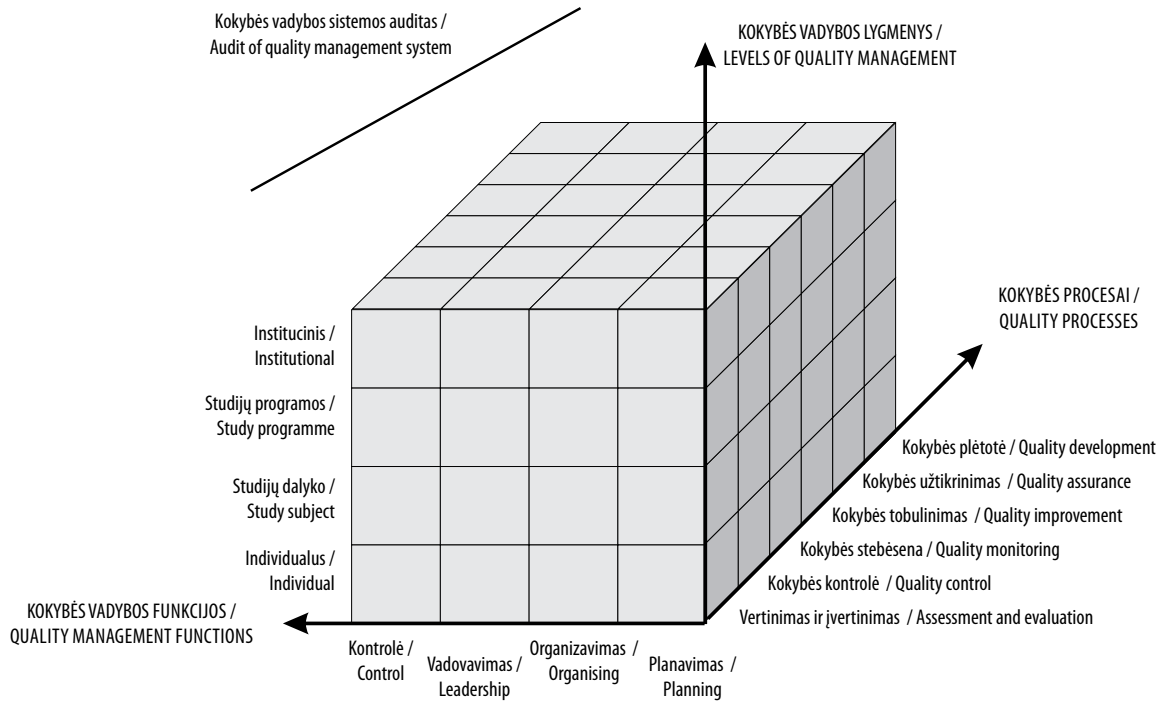 Kokybės vadybos sistemos auditas /
Audit of quality management system
KOKYBĖS VADYBOS LYGMENYS /
LEVELS OF QUALITY MANAGEMENT
KOKYBĖS PROCESAI /
QUALITY PROCESSES
Institucinis /
Institutional
Studijų programos /
Study programme
Studijų dalyko /
Study subject
Individualus /
Individual
Kokybės plėtotė / Quality development
Kokybės užtikrinimas / Quality assurance
Kokybės tobulinimas / Quality improvement
Kokybės stebėsena / Quality monitoring
Kokybės kontrolė / Quality control
Vertinimas ir įvertinimas / Assessment and evaluation
KOKYBĖS VADYBOS FUNKCIJOS /
QUALITY MANAGEMENT FUNCTIONS
Kontrolė /
Control
Vadovavimas /
Leadership
Organizavimas /
Organising
Planavimas /
Planning